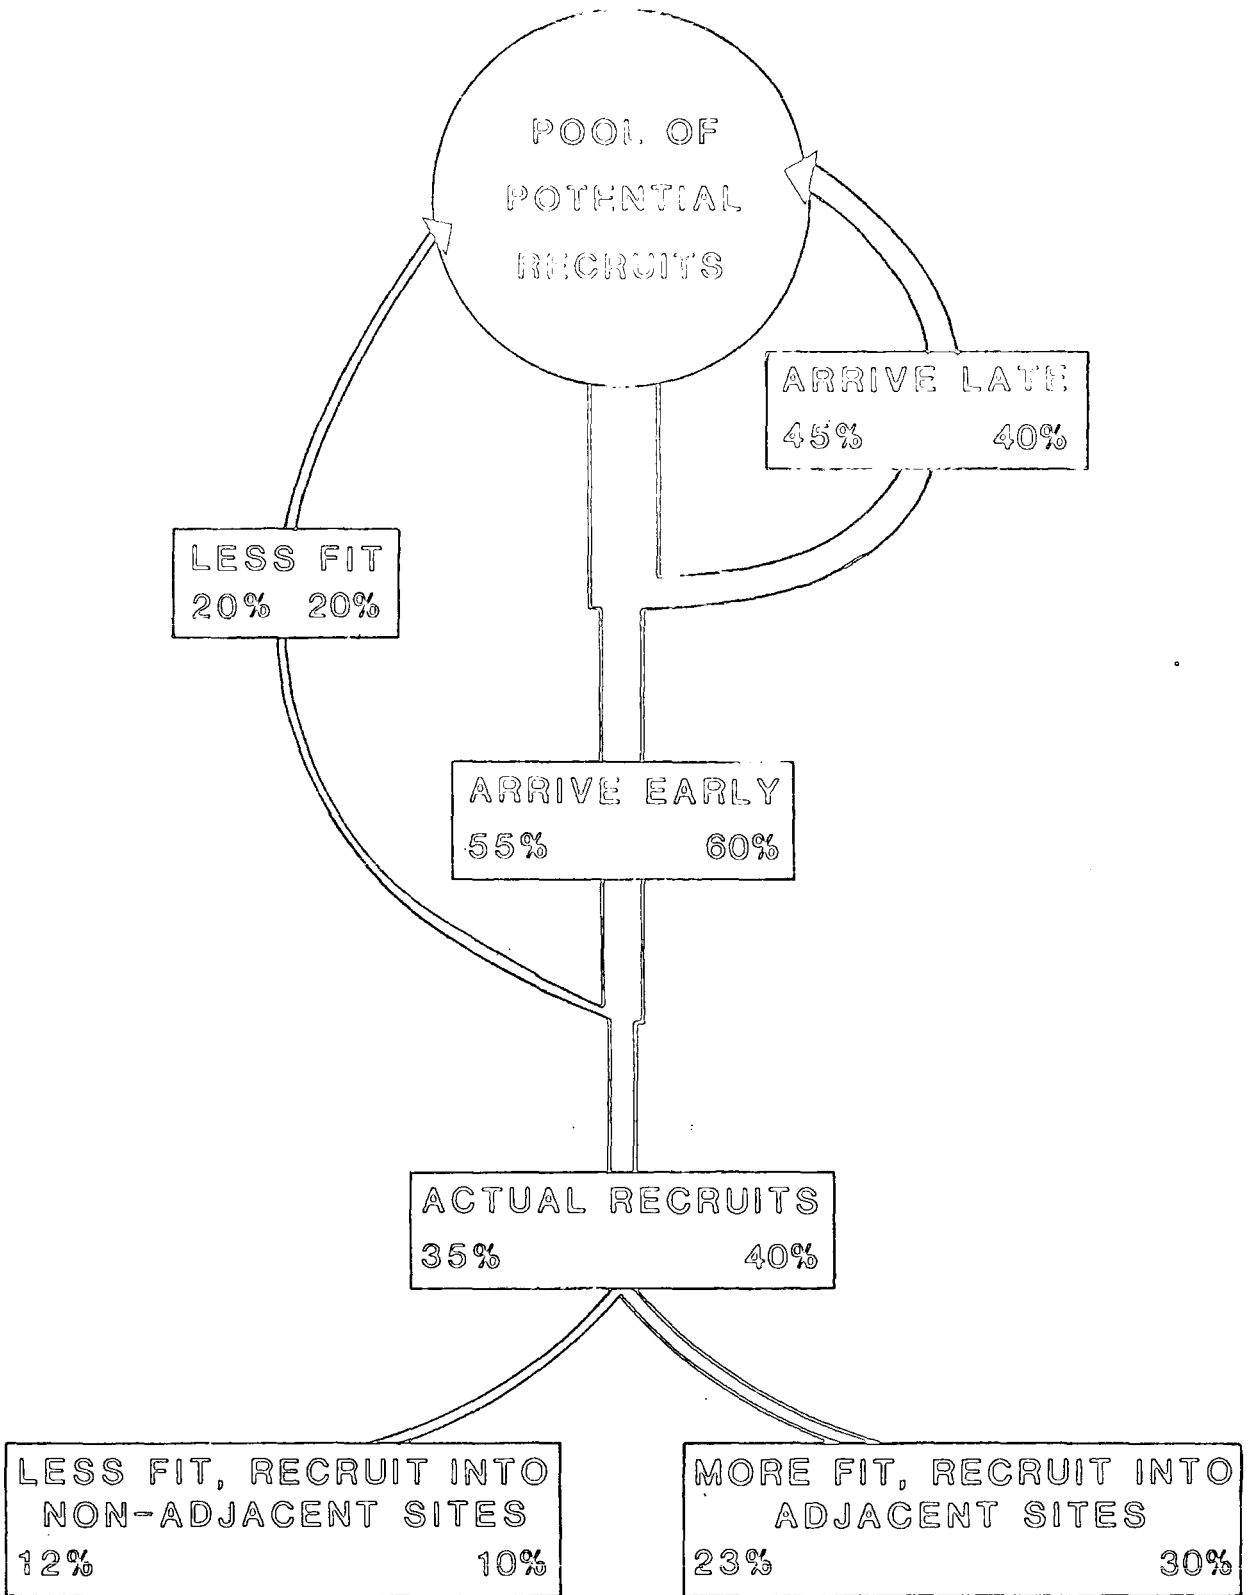 POOL OF
POTENTIAL
RECRUITS
ARRIVE LATE
45% 40%
LESS FIT
20% 20%
ARRIVE EARLY
55% 60%
ACTUAL RECRUITS
35% 40%
LESS FIT, RECRUIT INTO
NON-ADJACENT SITES
12% 10%
MORE FIT, RECRUIT INTO
ADJACENT SITES
23% 30%